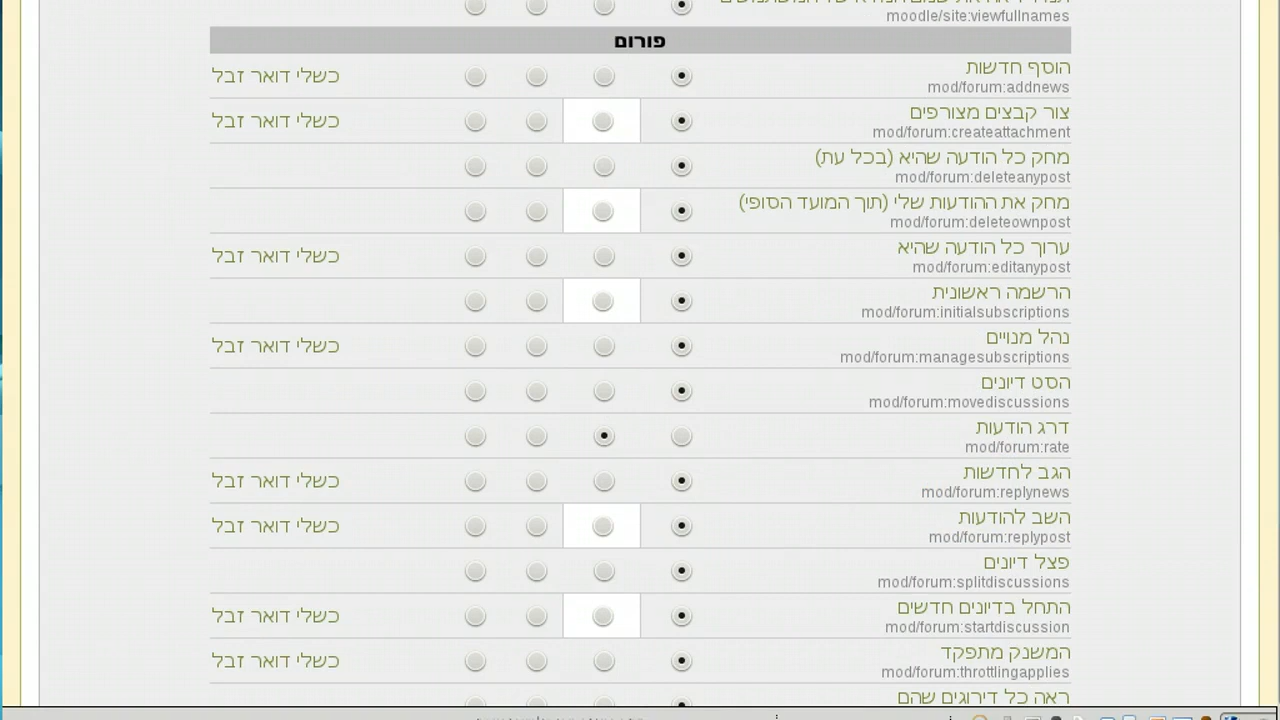 moodle/site:viewfullnames
פורום
הוסף חדשות כשלי דואר זבל
mod/forum:addnews
צור קבצים מצורפים כשלי דואר זבל
mod/forum:createattachment
מחק כל הודעה שהיא (בכל עת)
mod/forum:deleteanypost
מחק את ההודעות שלי (תוך המועד הסופי)
mod/forum:deleteownpost
ערוך כל הודעה שהיא כשלי דואר זבל
mod/forum:editanypost
הרשמה ראשונית
mod/forum:initialsubscriptions
נהל מנויים כשלי דואר זבל
mod/forum:managesubscriptions
הסט דיונים
mod/forum:movediscussions
דרג הודעות
mod/forum:rate
הגב לחדשות כשלי דואר זבל
mod/forum:replynews
השב להודעות כשלי דואר זבל
mod/forum:replypost
פצל דיונים
mod/forum:splitdiscussions
התחל בדיונים חדשים כשלי דואר זבל
mod/forum:startdiscussion
המשנק מתפקד כשלי דואר זבל
mod/forum:throttlingapplies
ראה כל דירוגים שהם